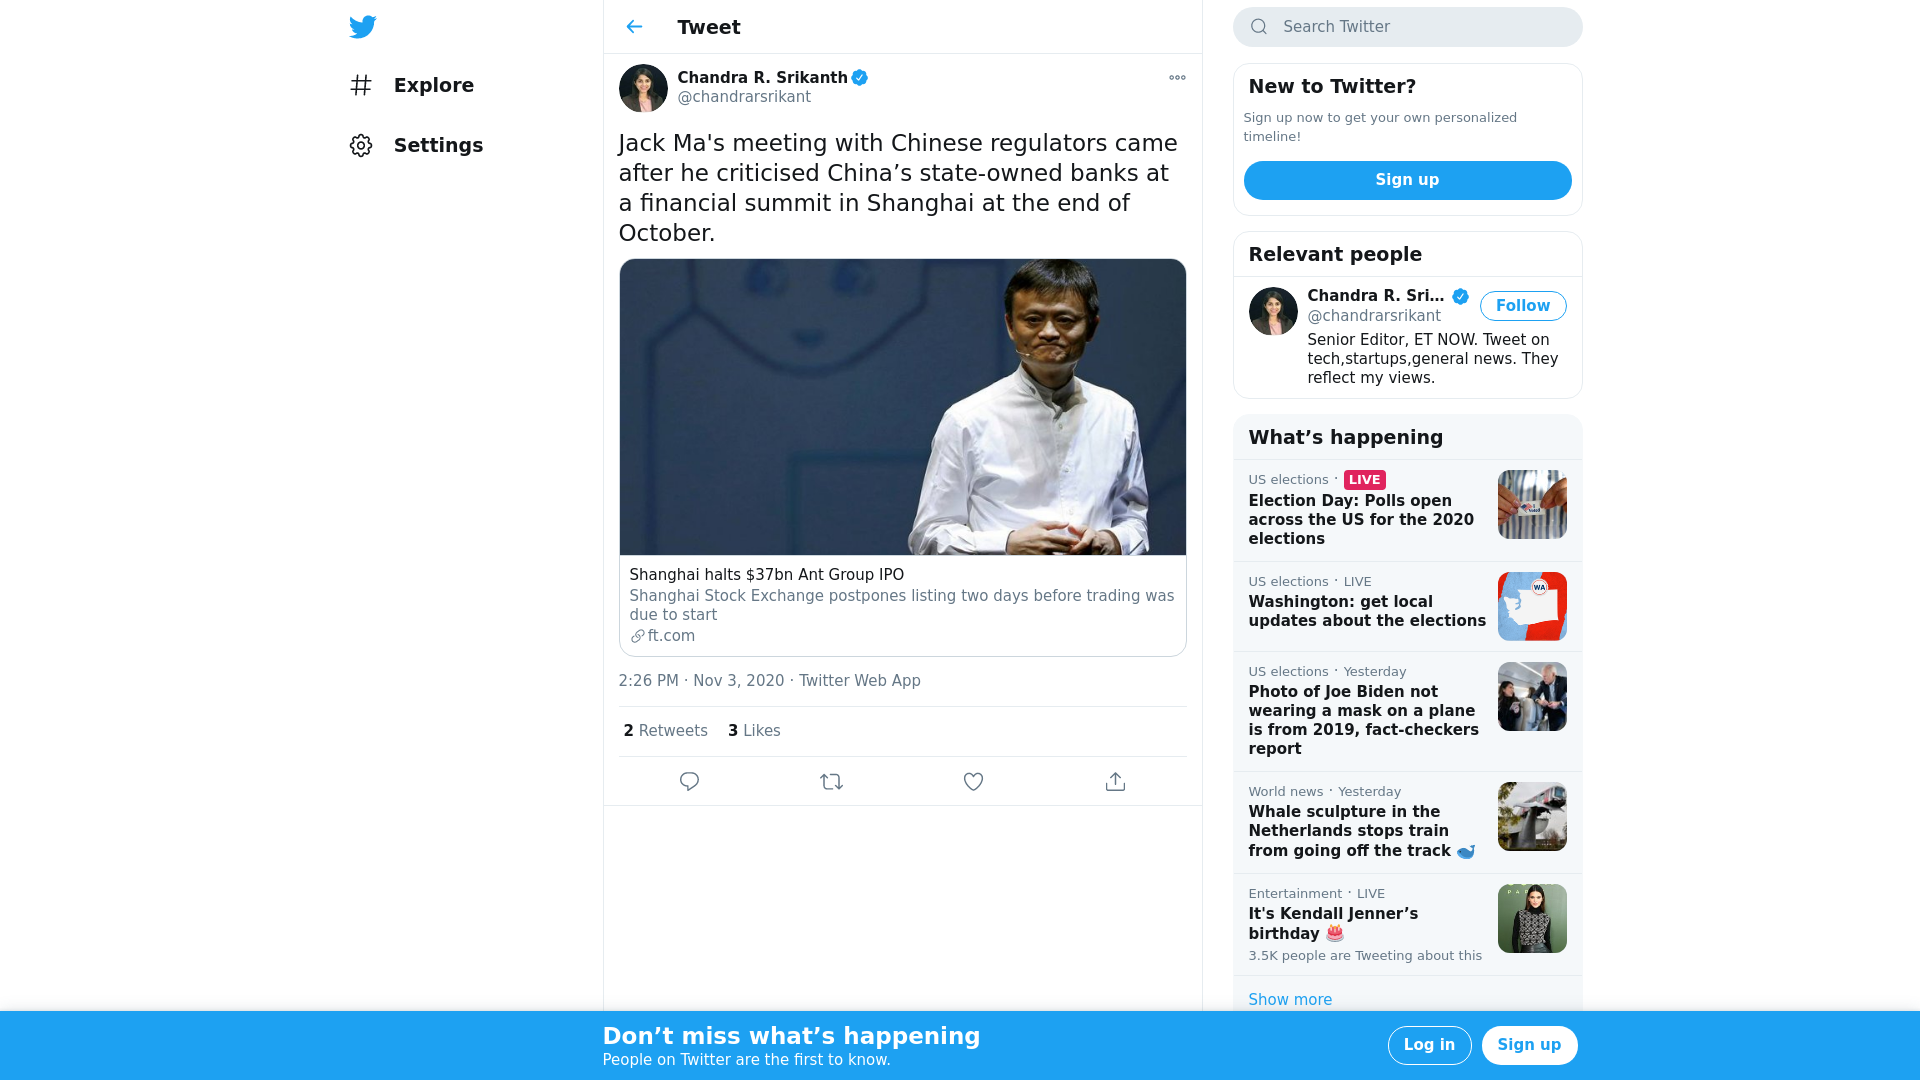 Explore
Settings
Tweet
Chandra R. Srikanth
@chandrarsrikant
Jack Ma's meeting with Chinese regulators came
after he criticised China’s state-owned banks at
a financial summit in Shanghai at the end of
October.
Shanghai halts $37bn Ant Group IPO
Shanghai Stock Exchange postpones listing two days before trading was
due to start
ft.com
2:26 PM · Nov 3, 2020 · Twitter Web App
2 Retweets 3 Likes
Search Twitter
New to Twitter?
Sign up now to get your own personalized
timeline!
Sign up
Relevant people
Chandra R. Sri...
@chandrarsrikant
Follow
Senior Editor, ET NOW. Tweet on
tech,startups,general news. They
reflect my views.
What’s happening
US elections · LIVE
Election Day: Polls open
across the US for the 2020
elections
US elections · LIVE
Washington: get local
updates about the elections
WA
US elections · Yesterday
Photo of Joe Biden not
wearing a mask on a plane
is from 2019, fact-checkers
report
World news · Yesterday
Whale sculpture in the
Netherlands stops train
from going off the track 🐋
Entertainment · LIVE
It's Kendall Jenner’s
birthday 🎂
3.5K people are Tweeting about this
Show more
Don’t miss what’s happening
People on Twitter are the first to know.
Log in
Sign up